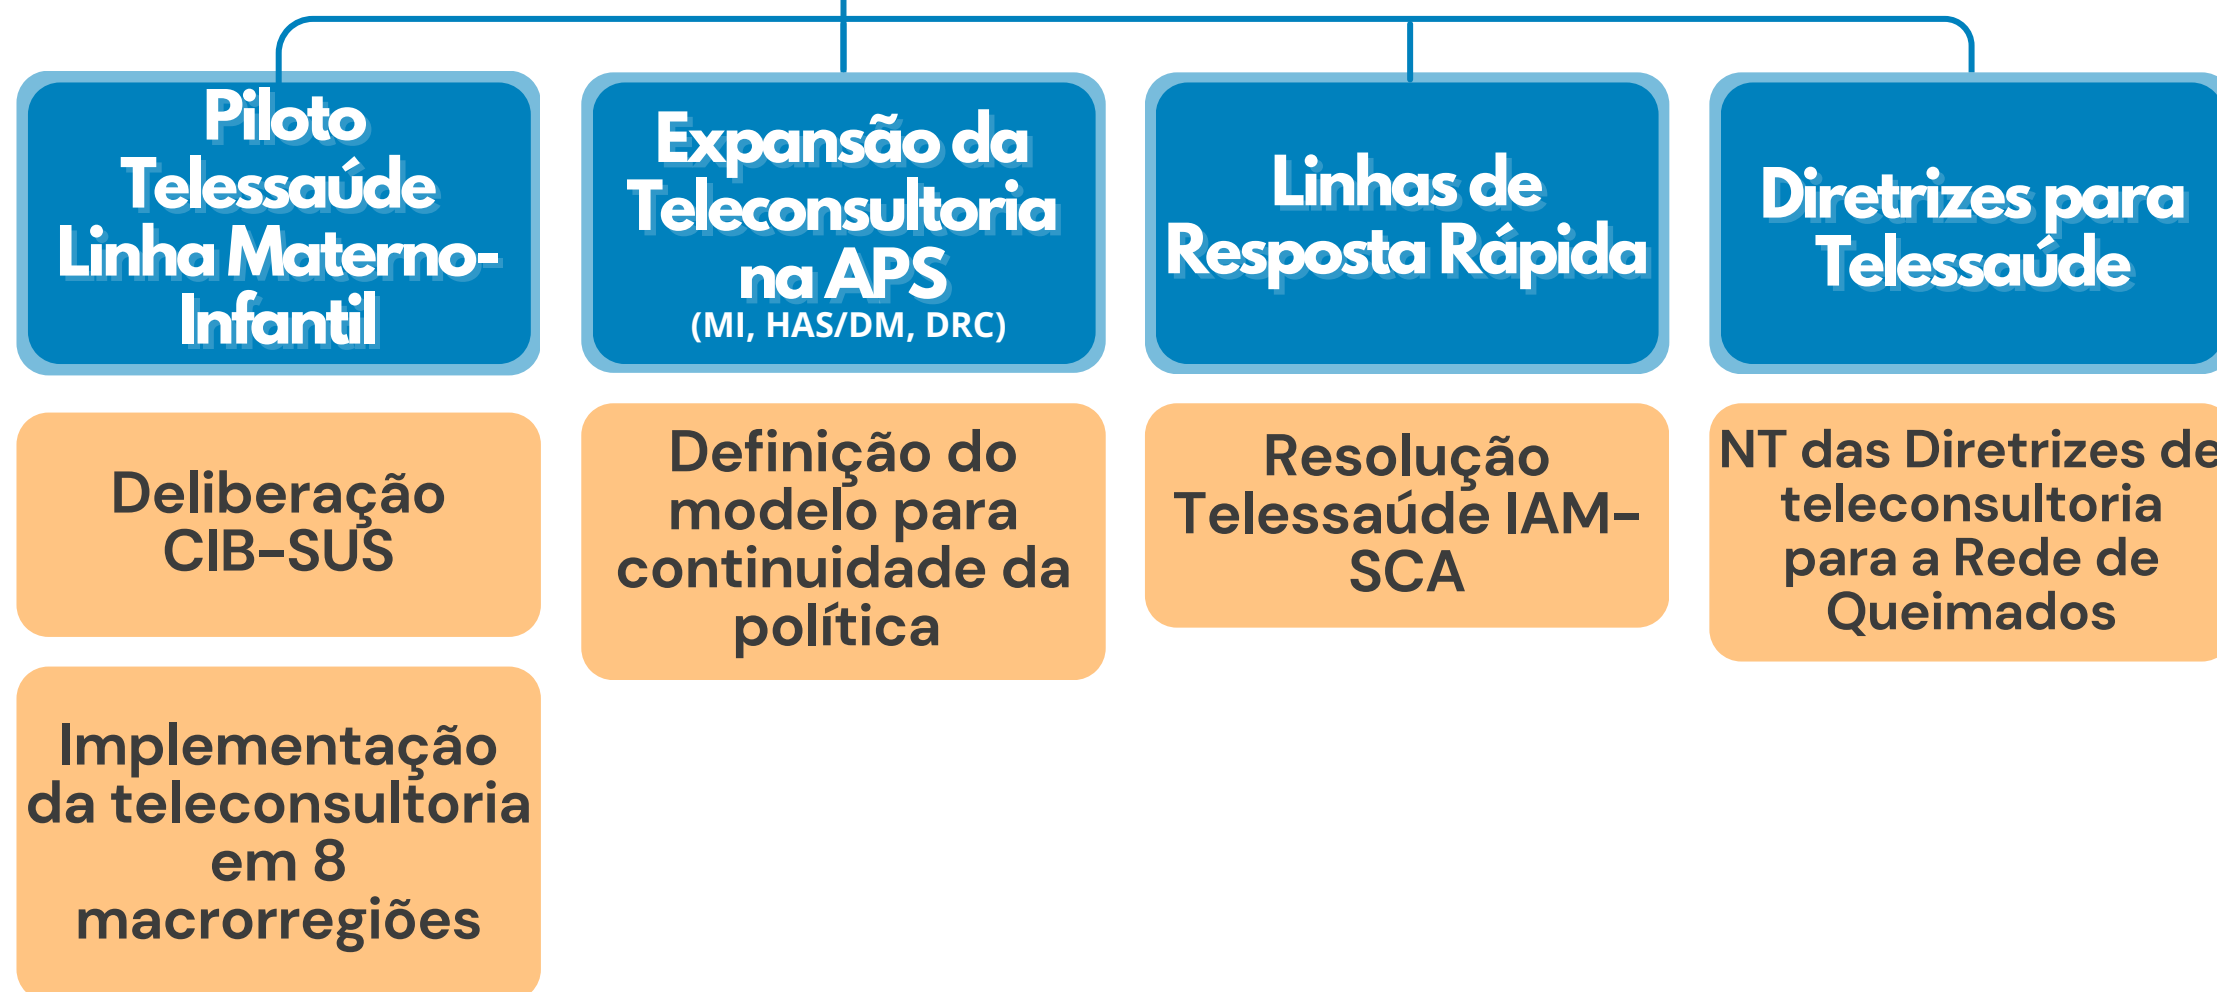 Piloto
Telessaúde
Linha Materno-
Infantil
Expansão da
Teleconsultoria
na APS
(MI, HAS/DM, DRC)
Linhas de
Resposta Rápida
Diretrizes para
Telessaúde
Deliberação
CIB-SUS
Definição do
modelo para
continuidade da
política
Resolução
Telessaúde IAM-
SCA
NT das Diretrizes de
teleconsultoria
para a Rede de
Queimados
Implementação
da teleconsultoria
em 8
macrorregiões